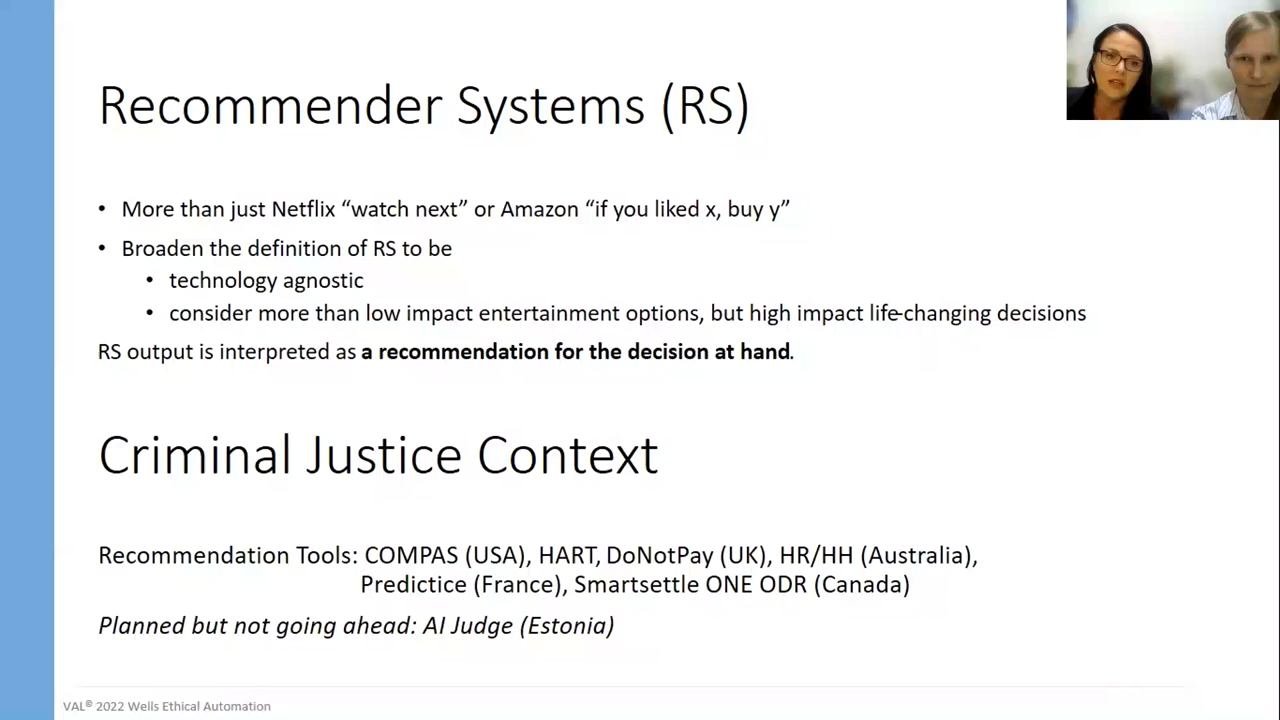 Recommender Systems (RS)
• More than just Netflix “watch next” or Amazon “if you liked x, buy y”
• Broaden the definition of RS to be
• technology agnostic
• consider more than low impact entertainment options, but high impact life-changing decisions
RS output is interpreted as a recommendation for the decision at hand.
Criminal Justice Context
Recommendation Tools: COMPAS (USA), HART, DoNotPay (UK), HR/HH (Australia),
Predictice (France), Smartsettle ONE ODR (Canada)
Planned but not going ahead: AI Judge (Estonia)
VAL© 2022 Wells Ethical Automation